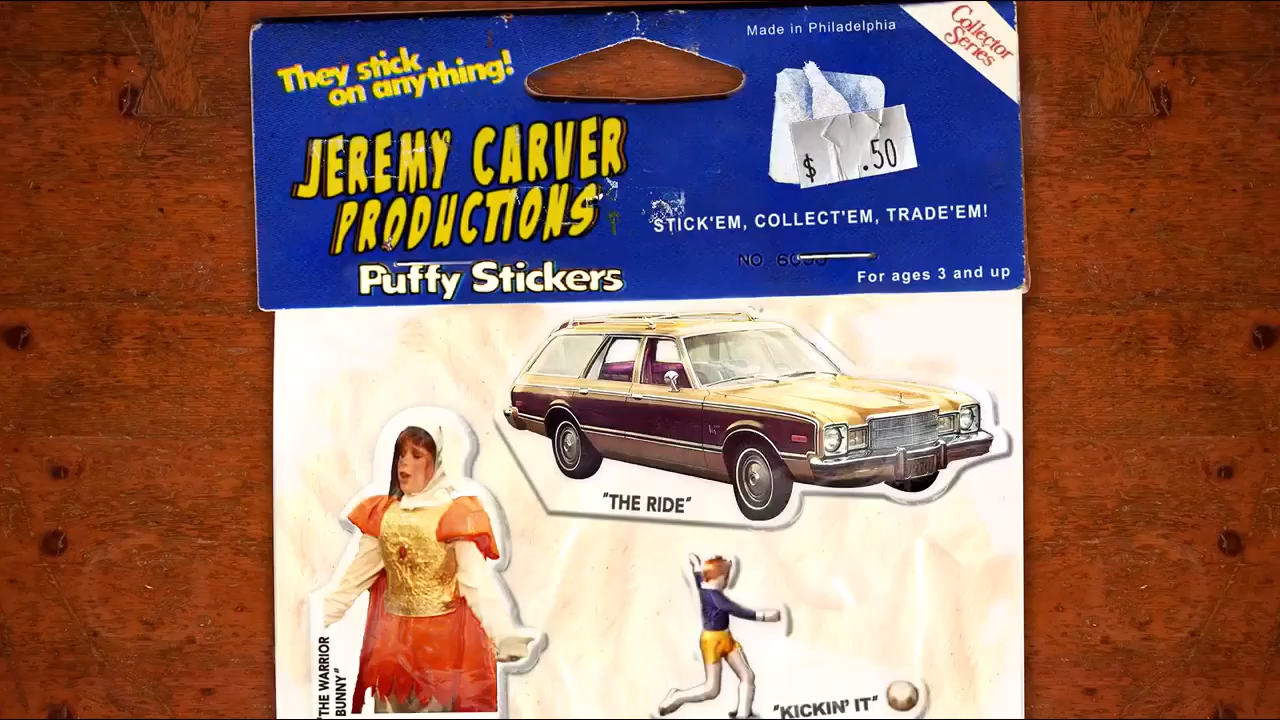 Made in Philadelphia
Collector
Series
They stick
on anything!
$ .50
JEREMY CARVER
PRODUCTIONS
STICK'EM, COLLECT'EM, TRADE'EM!
NO.
Puffy Stickers
For ages 3 and up
"THE RIDE"
"THE WARRIOR
BUNNY"
"KICKIN' IT"